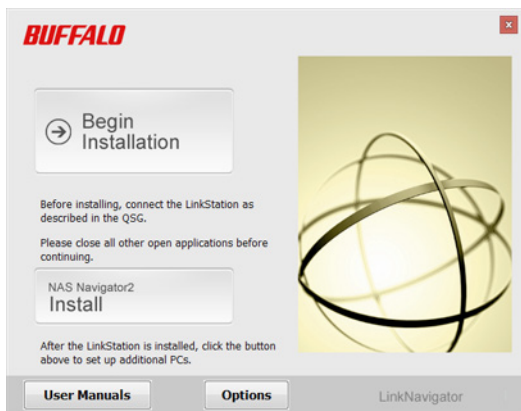 BUFFALO
x
Begin
Installation
Before installing, connect the LinkStation as
described in the QSG.
Please close all other open applications before
continuing.
NAS Navigator2
Install
After the LinkStation is installed, click the button
above to set up additional PCs.
User Manuals
Options
LinkNavigator